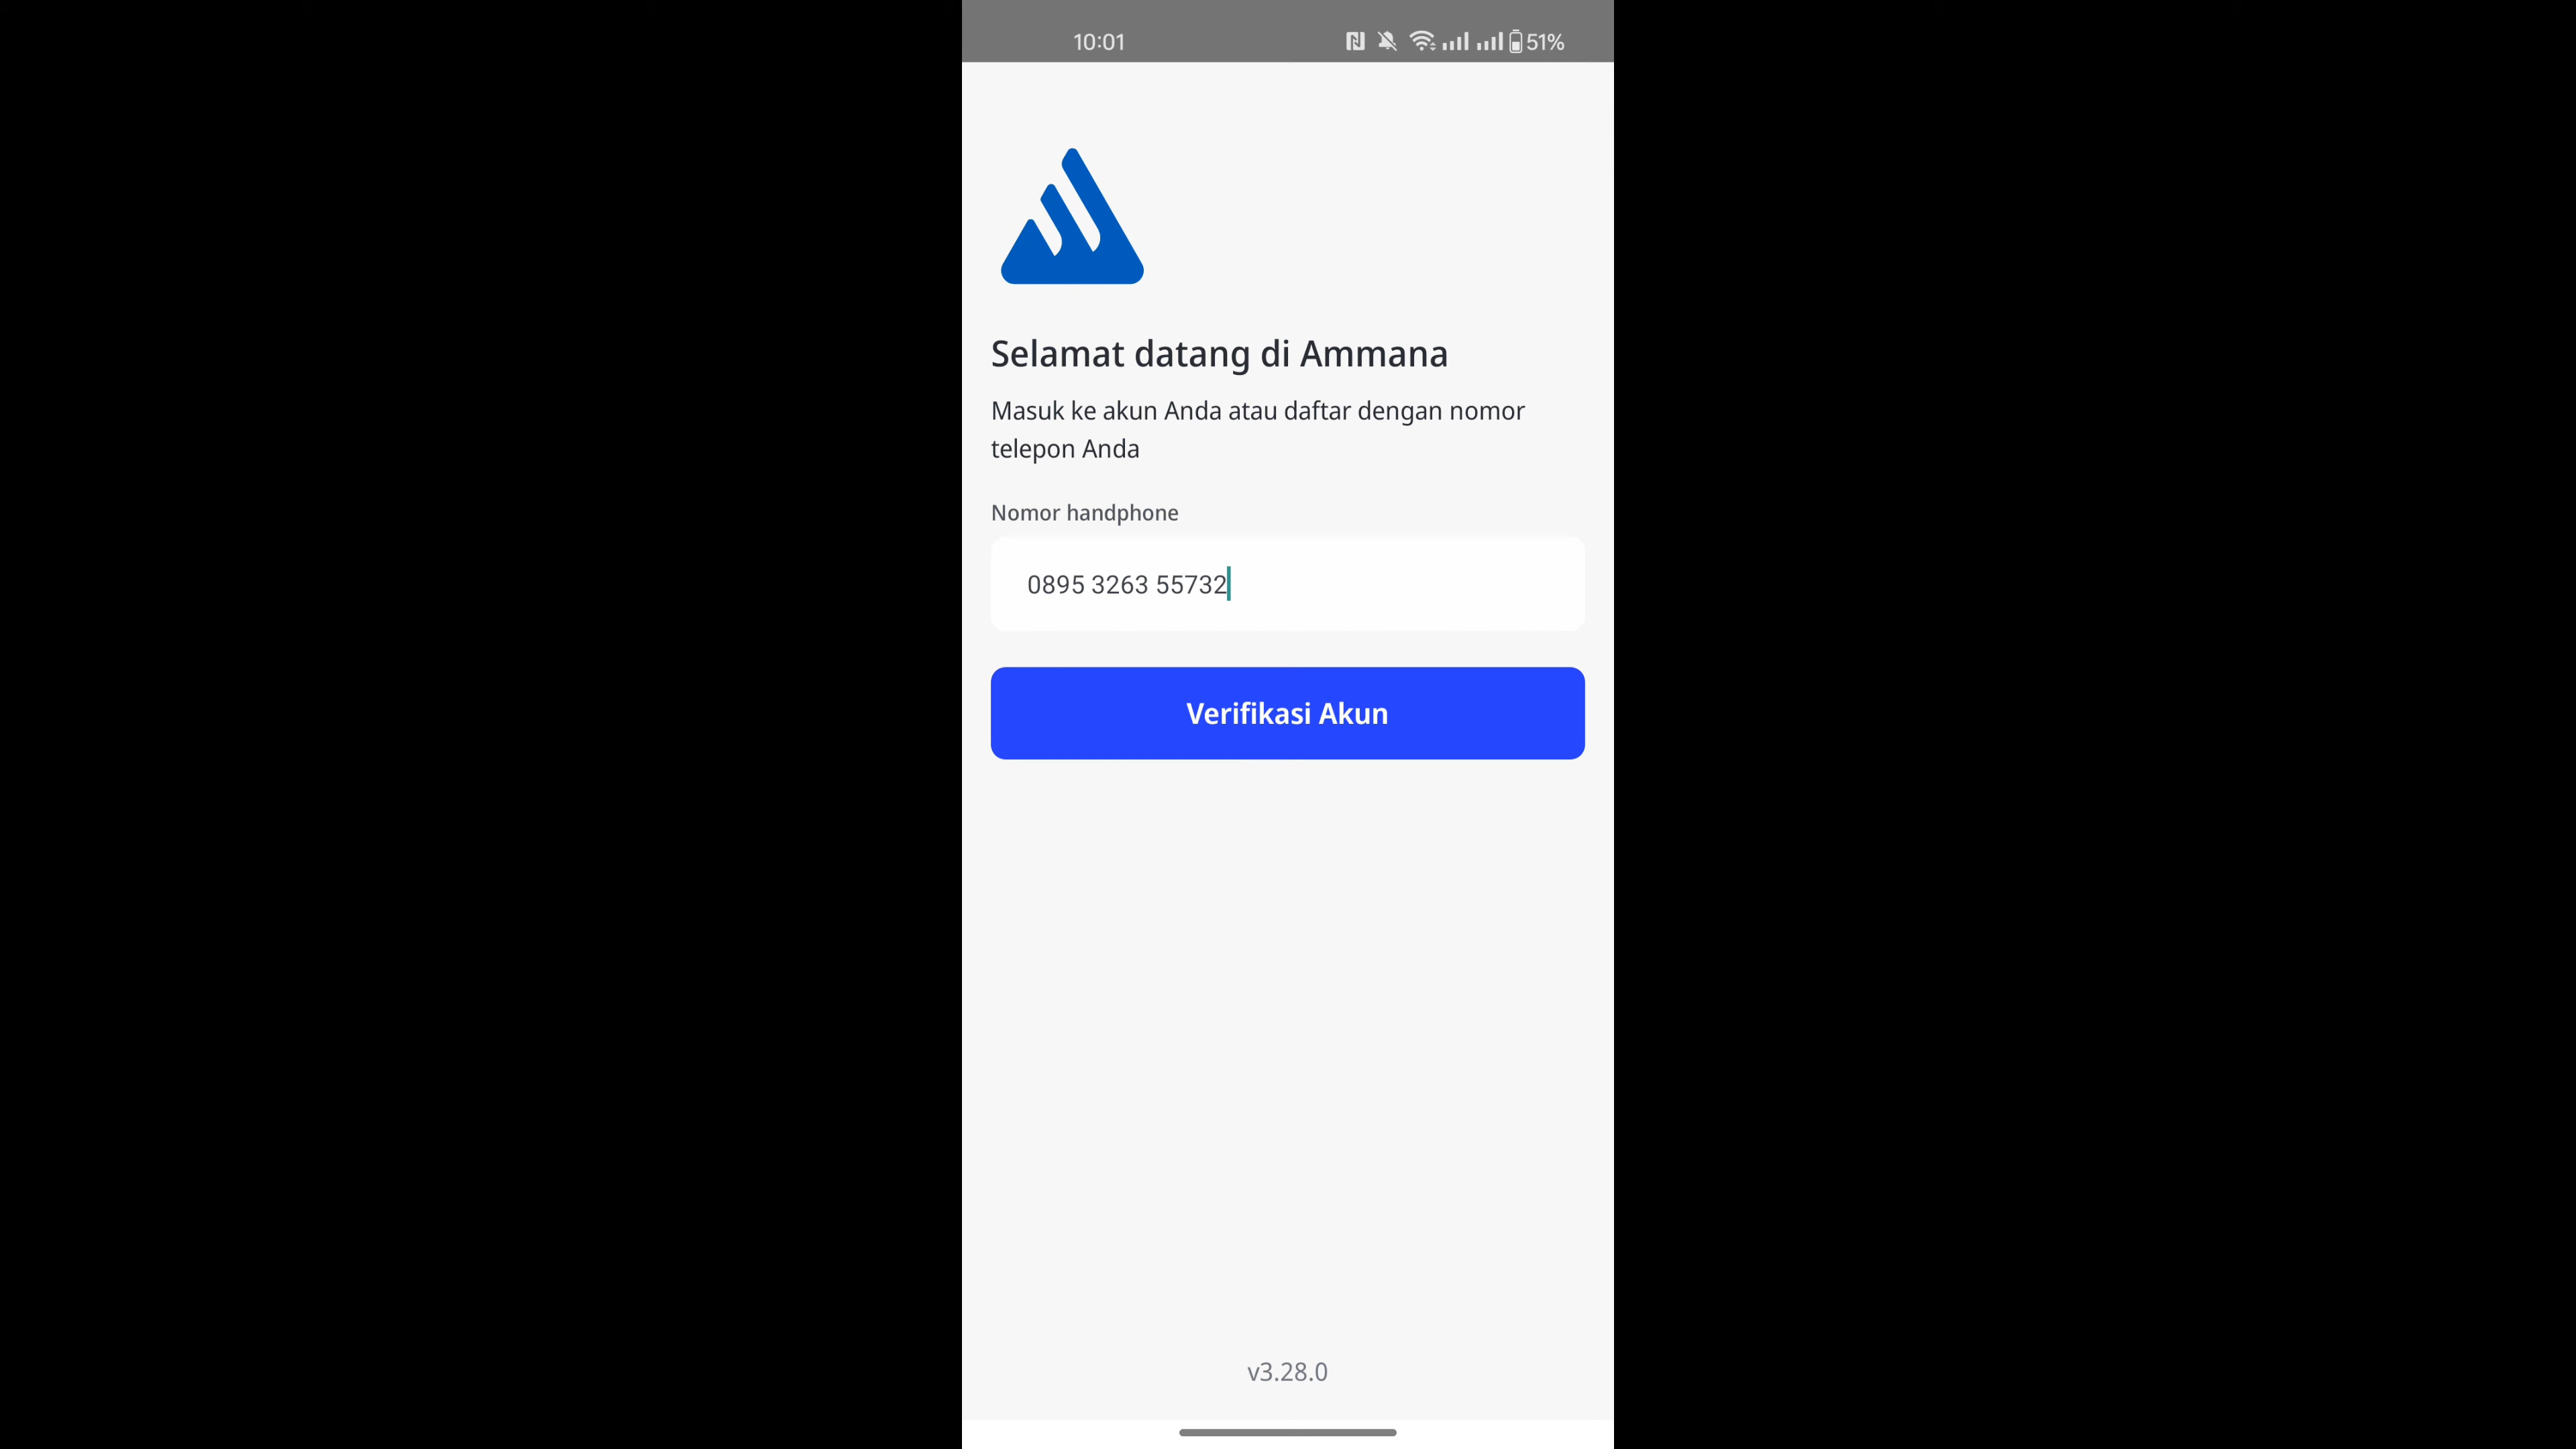 10:01 51%
Selamat datang di Ammana
Masuk ke akun Anda atau daftar dengan nomor
telepon Anda
Nomor handphone
0895 3263 55732
Verifikasi Akun
v3.28.0